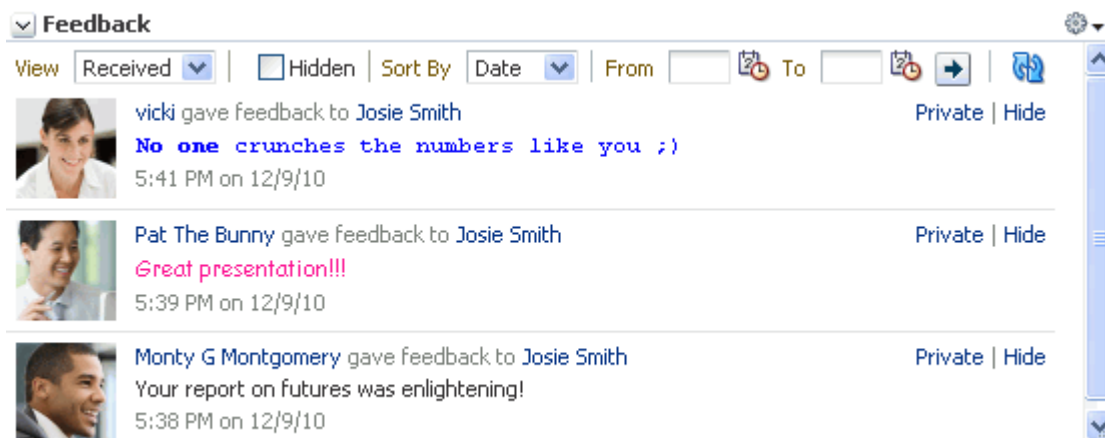 Feedback
View Received Hidden Sort By Date From To
vicki gave feedback to Josie Smith Private | Hide
No one crunches the numbers like you ;)
5:41 PM on 12/9/10
Pat The Bunny gave feedback to Josie Smith Private | Hide
Great presentation!!!
5:39 PM on 12/9/10
Monty G Montgomery gave feedback to Josie Smith Private | Hide
Your report on futures was enlightening!
5:38 PM on 12/9/10